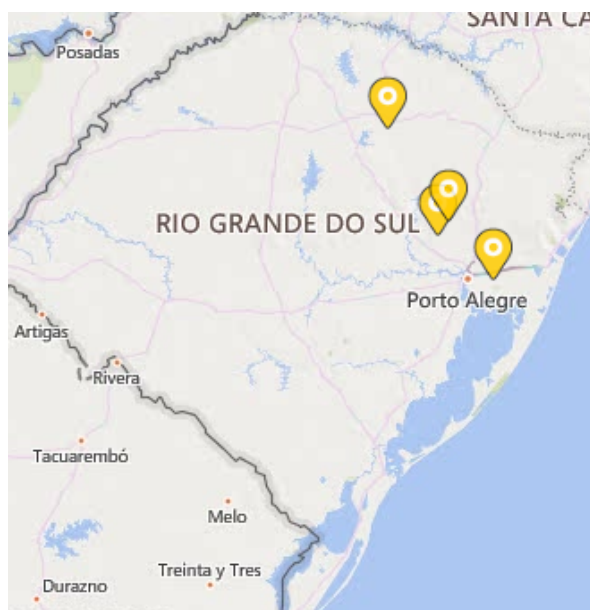 SANTA CA
Posadas
RIO GRANDE DO SUL
Porto Alegre
Artigas
Rivera
Tacuarembó
Melo
Treinta y Tres
Durazno